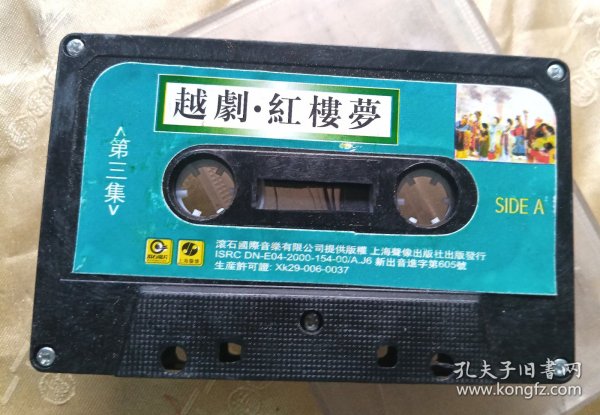 越劇·紅樓夢
<第三集>
SIDE A
滾石國際音樂有限公司提供版權 上海聲像出版社出版發行
ISRC DN-E04-2000-154-00/A.J6 新出音進字第605號
生産許可證: Xk29-006-0037
孔夫子旧书网
www.kongfz.com